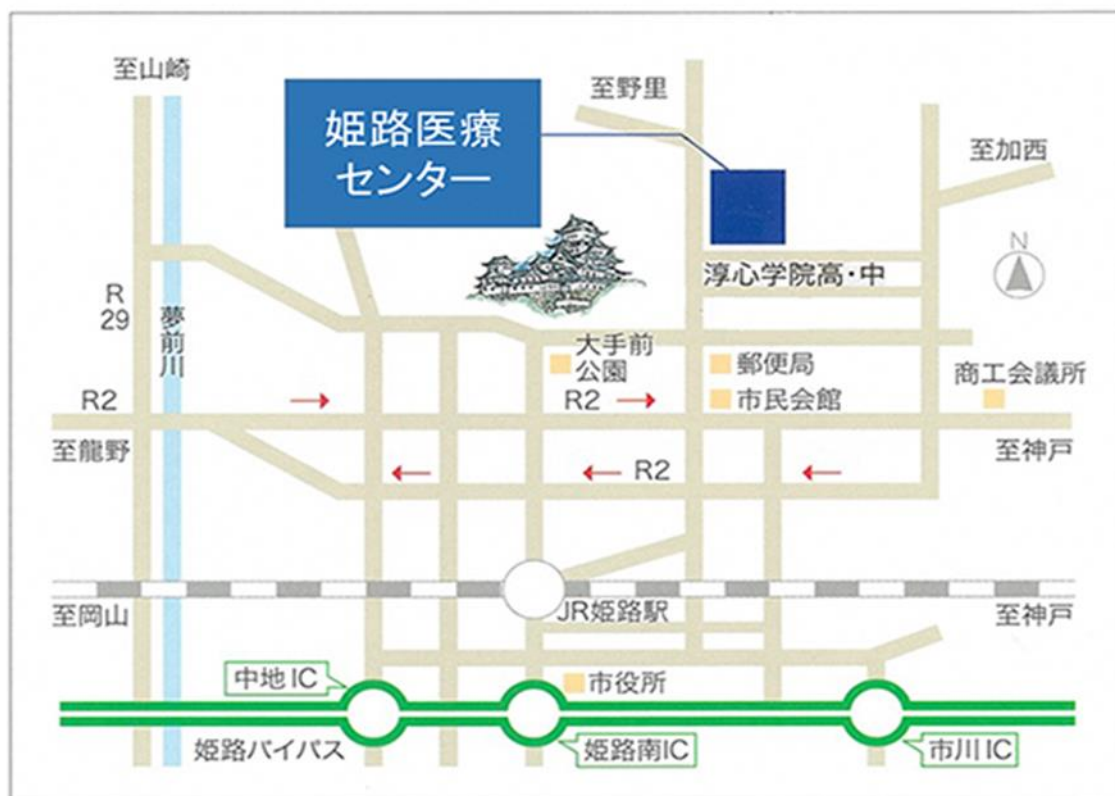 至山崎
姫路医療
センター
至野里
至加西
N
淳心学院高・中
R
29
夢前川
大手前
公園
郵便局
商工会議所
R2
R2
市民会館
至龍野
至神戸
R2
至岡山
JR姫路駅
至神戸
中地IC
市役所
姫路バイパス
姫路南IC
市川IC